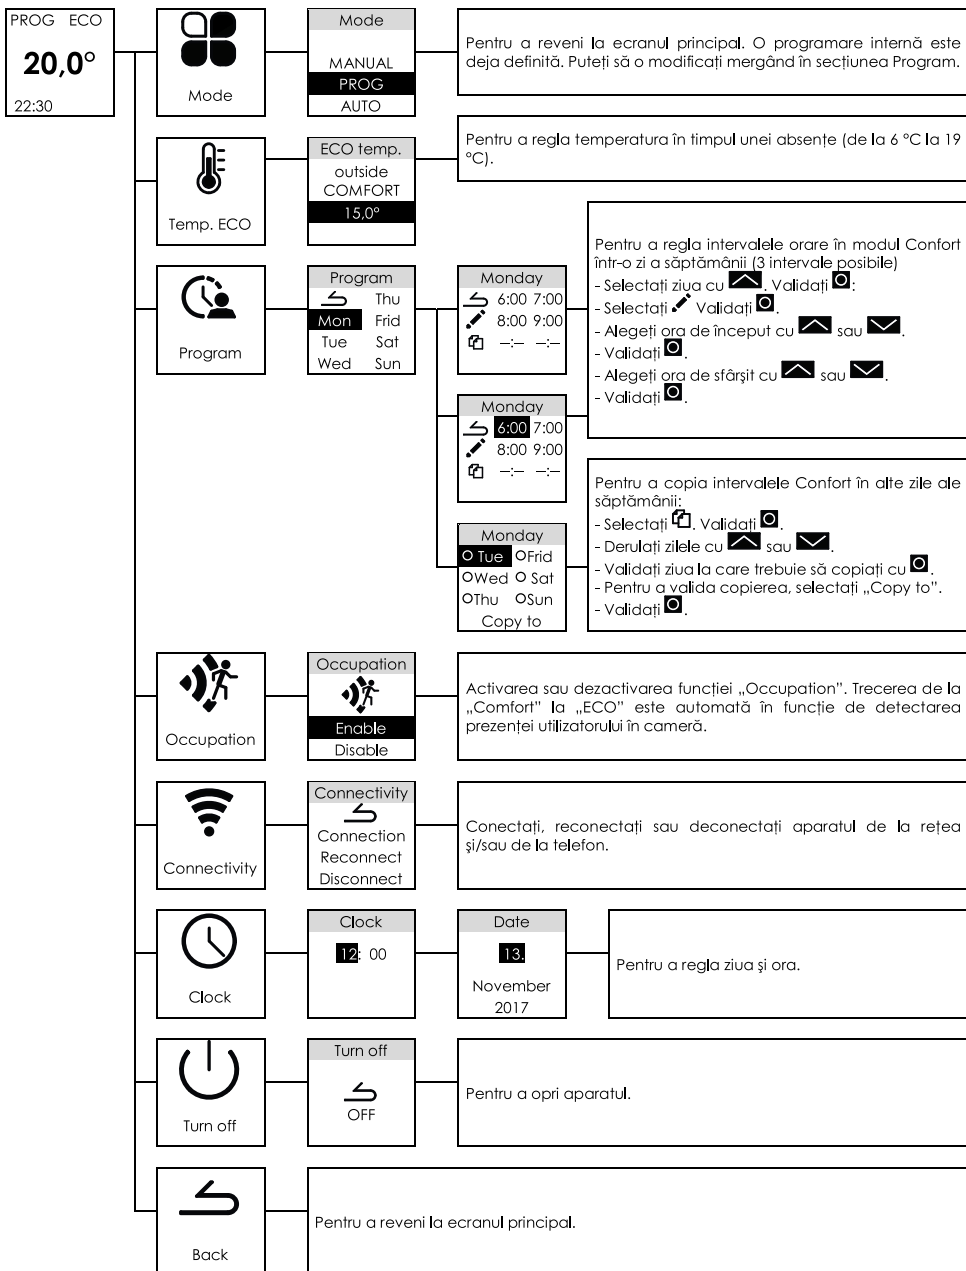 PROG ECO
20,0°
22:30
Mode
Mode
MANUAL
PROG
AUTO
Pentru a reveni la ecranul principal. O programare internă este
deja definită. Puteți să o modificați mergând în secțiunea Program.
Temp. ECO
ECO temp.
outside
COMFORT
15,0°
Pentru a regla temperatura în timpul unei absențe (de la 6 °C la 19
°C).
Program
Program
Thu
Mon Frid
Tue Sat
Wed Sun
Monday
6:00 7:00
8:00 9:00
–:– –:–
Pentru a regla intervalele orare în modul Confort
într-o zi a săptămânii (3 intervale posibile)
- Selectați ziua cu . Validați :
- Selectați Validați .
- Alegeți ora de început cu sau .
- Validați .
- Alegeți ora de sfârşit cu sau .
- Validați .
Monday
6:00 7:00
8:00 9:00
–:– –:–
Monday
Tue Frid
Wed Sat
Thu Sun
Copy to
Pentru a copia intervalele Confort în alte zile ale
săptămânii:
- Selectați . Validați .
- Derulați zilele cu sau .
- Validați ziua la care trebuie să copiați cu .
- Pentru a valida copierea, selectați „Copy to”.
- Validați .
Occupation
Occupation
Enable
Disable
Activarea sau dezactivarea funcției „Occupation”. Trecerea de la
„Comfort” la „ECO” este automată în funcție de detectarea
prezenței utilizatorului în cameră.
Connectivity
Connectivity
Connection
Reconnect
Disconnect
Conectați, reconectați sau deconectați aparatul de la rețea
şi/sau de la telefon.
Clock
Clock
12: 00
Date
13.
November
2017
Pentru a regla ziua şi ora.
Turn off
Turn off
OFF
Pentru a opri aparatul.
Back
Pentru a reveni la ecranul principal.